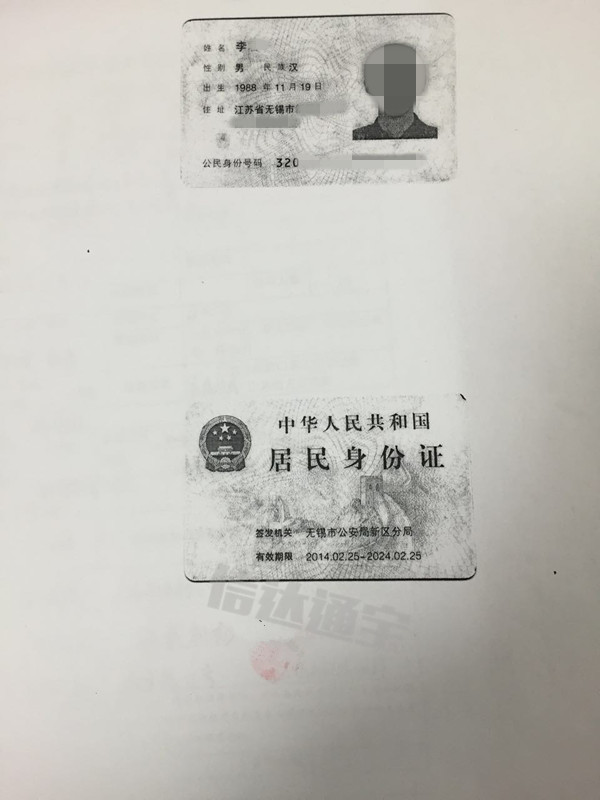 姓名 李
性别 男 民族 汉
出生 1988 年 11 月 19 日
住址 江苏省无锡市
公民身份号码 320
中华人民共和国
居民身份证
签发机关 无锡市公安局新区分局
有效期限 2014.02.25-2024.02.25
信达通宇